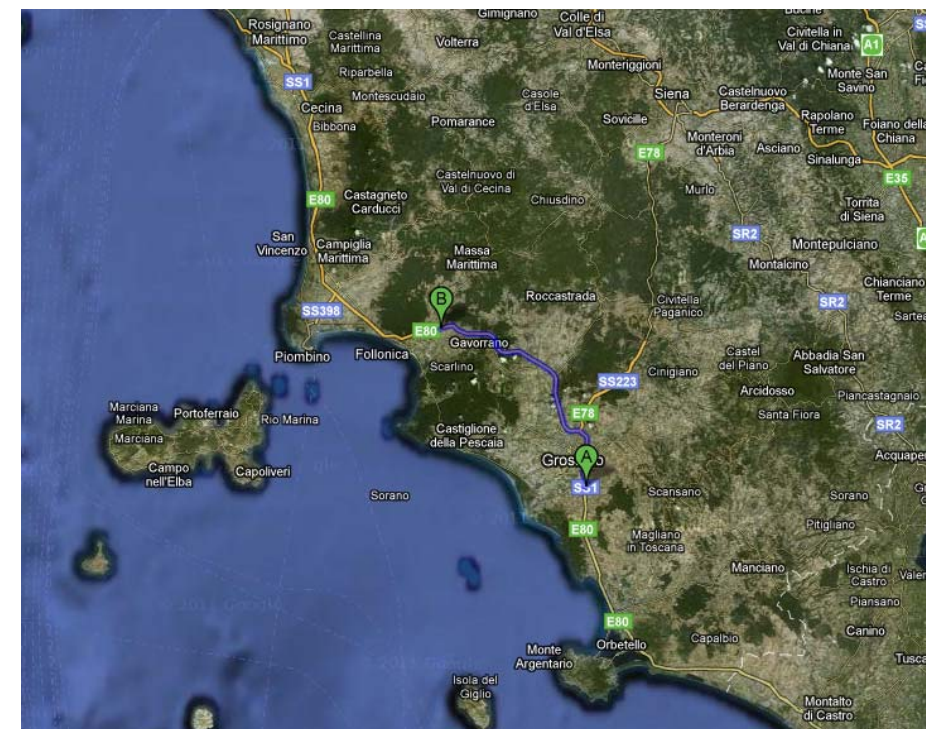 Gimignano
Colle di
Val d'Elsa
Bucine
Rosignano
Marittimo
Castellina
Marittima
Volterra
Civitella in
Val di Chiana
A1
Monteriggioni
Riparbella
SS1
Monte San
Savino
Casole
d'Elsa
Siena
Castelnuovo
Berardenga
Montescudaio
Cecina
Bibbona
Pomarance
Sovicille
Rapolano
Terme
Foiano della
Chiana
Monteroni
d'Arbia
Asciano
Sinalunga
E78
E35
Castelnuovo di
Val di Cecina
Murlo
E80
Castagneto
Carducci
Chiusdino
Torrita
di Siena
SR2
San
Vincenzo
Campiglia
Marittima
Massa
Marittima
Montepulciano
Montalcino
Chianciano
Terme
B
Roccastrada
Civitella
Paganico
SR2
SS398
E80
Gavorrano
Piombino
Follonica
Scarlino
Castel
del Piano
Abbadia San
Salvatore
Cinigiano
SS223
Arcidosso
Piancastagnaio
Marciana
Marina
Portoferraio
Rio Marina
E78
Santa Fiora
SR2
Marciana
Castiglione
della Pescaia
A
Campo
nell'Elba
Capoliveri
SS1
Sorano
Scansano
Sorano
E80
Pitigliano
Magliano
in Toscana
Manciano
Ischia di
Castro
Piansano
E80
Canino
Capalbio
Monte
Argentario
Orbetello
Isola del
Giglio
Montalto
di Castro